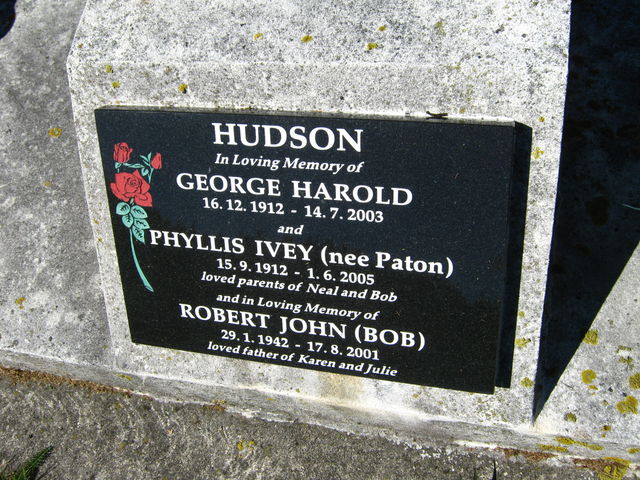 HUDSON
In Loving Memory of
GEORGE HAROLD
16.12.1912 - 14.7.2003
and
PHYLLIS IVEY (nee Paton)
15.9.1912 - 1.6.2005
loved parents of Neal and Bob
and in Loving Memory of
ROBERT JOHN (BOB)
29.1.1942 - 17.8.2001
loved father of Karen and Julie